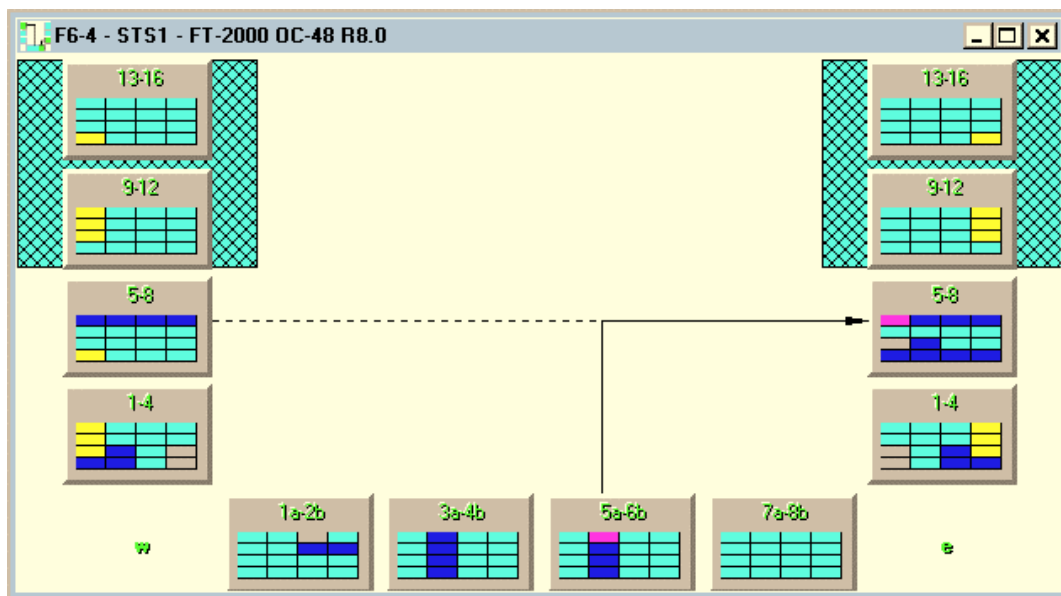 F6-4 - STS1 - FT-2000 OC-48 R8.0
13-16
13-16
9-12
9-12
5-8
5-8
1-4
1-4
1a-2b
3a-4b
5a-6b
7a-8b
w
e